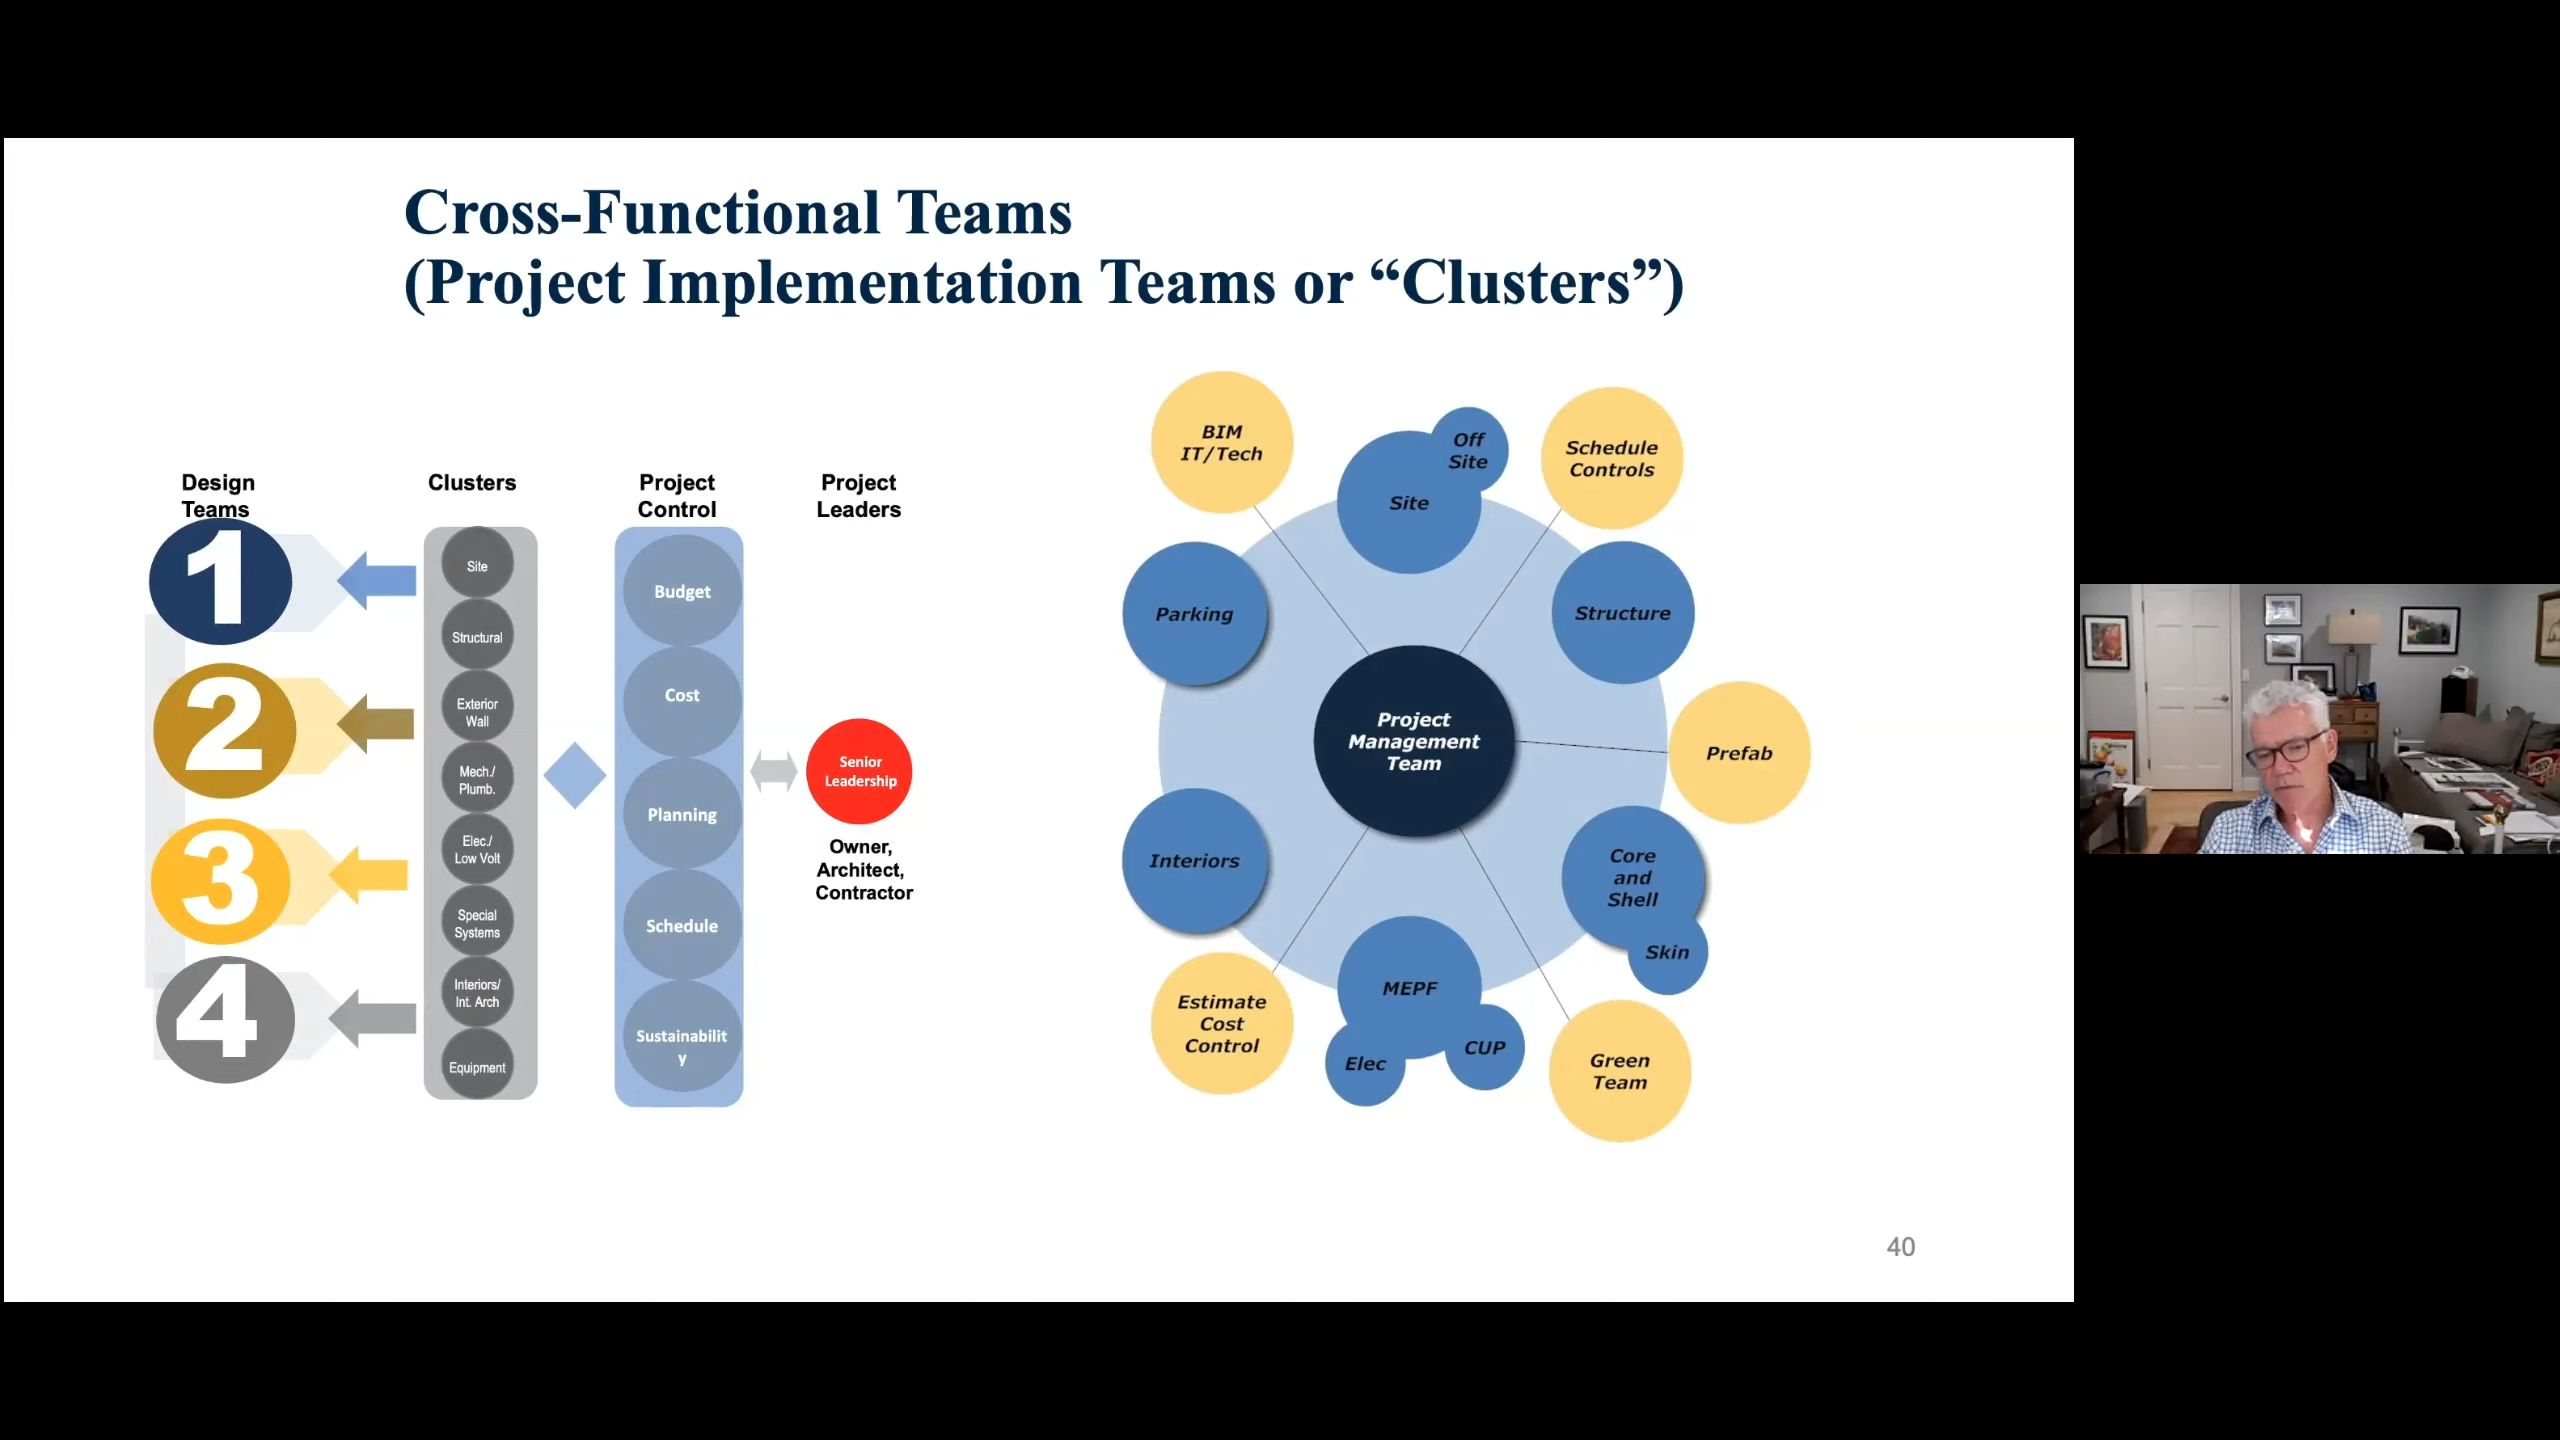 Cross-Functional Teams
(Project Implementation Teams or “Clusters”)
Design
Teams
1
2
3
4
Clusters
Site
Structural
Exterior
Wall
Mech./
Plumb.
Elec./
Low Volt
Special
Systems
Interiors/
Int. Arch
Equipment
Project
Control
Budget
Cost
Planning
Schedule
Sustainabilit
y
Project
Leaders
Senior
Leadership
Owner,
Architect,
Contractor
BIM
IT/Tech
Site
Off
Site
Schedule
Controls
Parking
Structure
Project
Management
Team
Prefab
Interiors
Core
and
Shell
Skin
Estimate
Cost
Control
MEPF
Elec
CUP
Green
Team
40